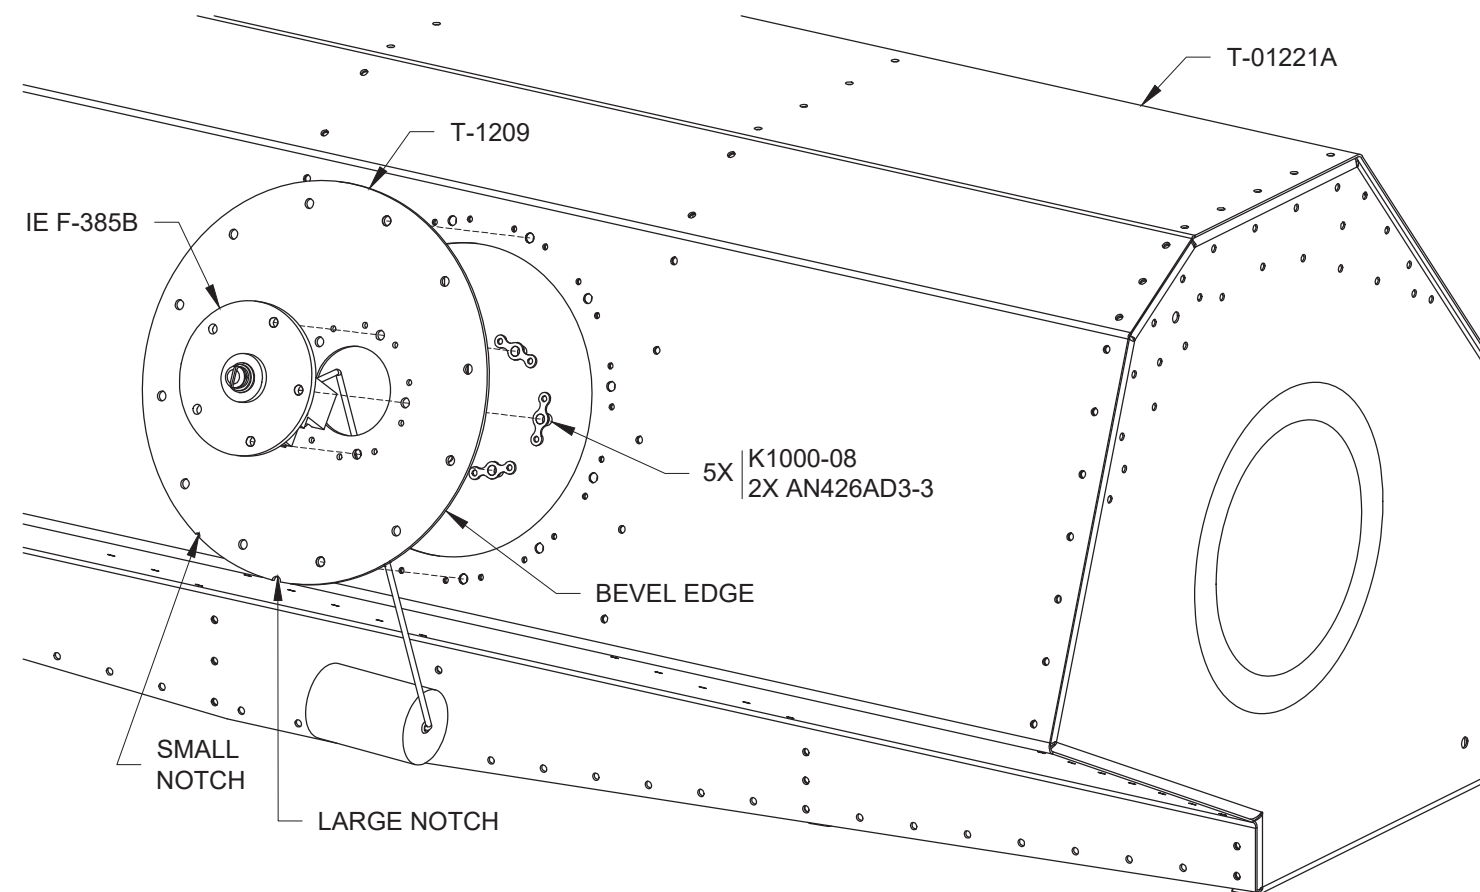 T-01221A
T-1209
IE F-385B
5X
K1000-08
2X AN426AD3-3
BEVEL EDGE
SMALL
NOTCH
LARGE NOTCH